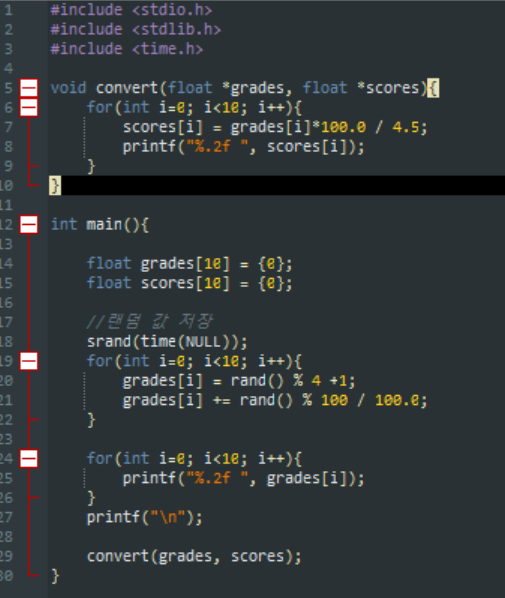 1 #include <stdio.h>
2 #include <stdlib.h>
3 #include <time.h>
4
5 void convert(float *grades, float *scores){
6     for(int i=0; i<10; i++){
7         scores[i] = grades[i]*100.0 / 4.5;
8         printf("%.2f ", scores[i]);
9     }
10 }
11
12 int main(){
13
14     float grades[10] = {0};
15     float scores[10] = {0};
16
17     //랜덤 값 저장
18     srand(time(NULL));
19     for(int i=0; i<10; i++){
20         grades[i] = rand() % 4 +1;
21         grades[i] += rand() % 100 / 100.0;
22     }
23
24     for(int i=0; i<10; i++){
25         printf("%.2f ", grades[i]);
26     }
27     printf("\n");
28
29     convert(grades, scores);
30 }